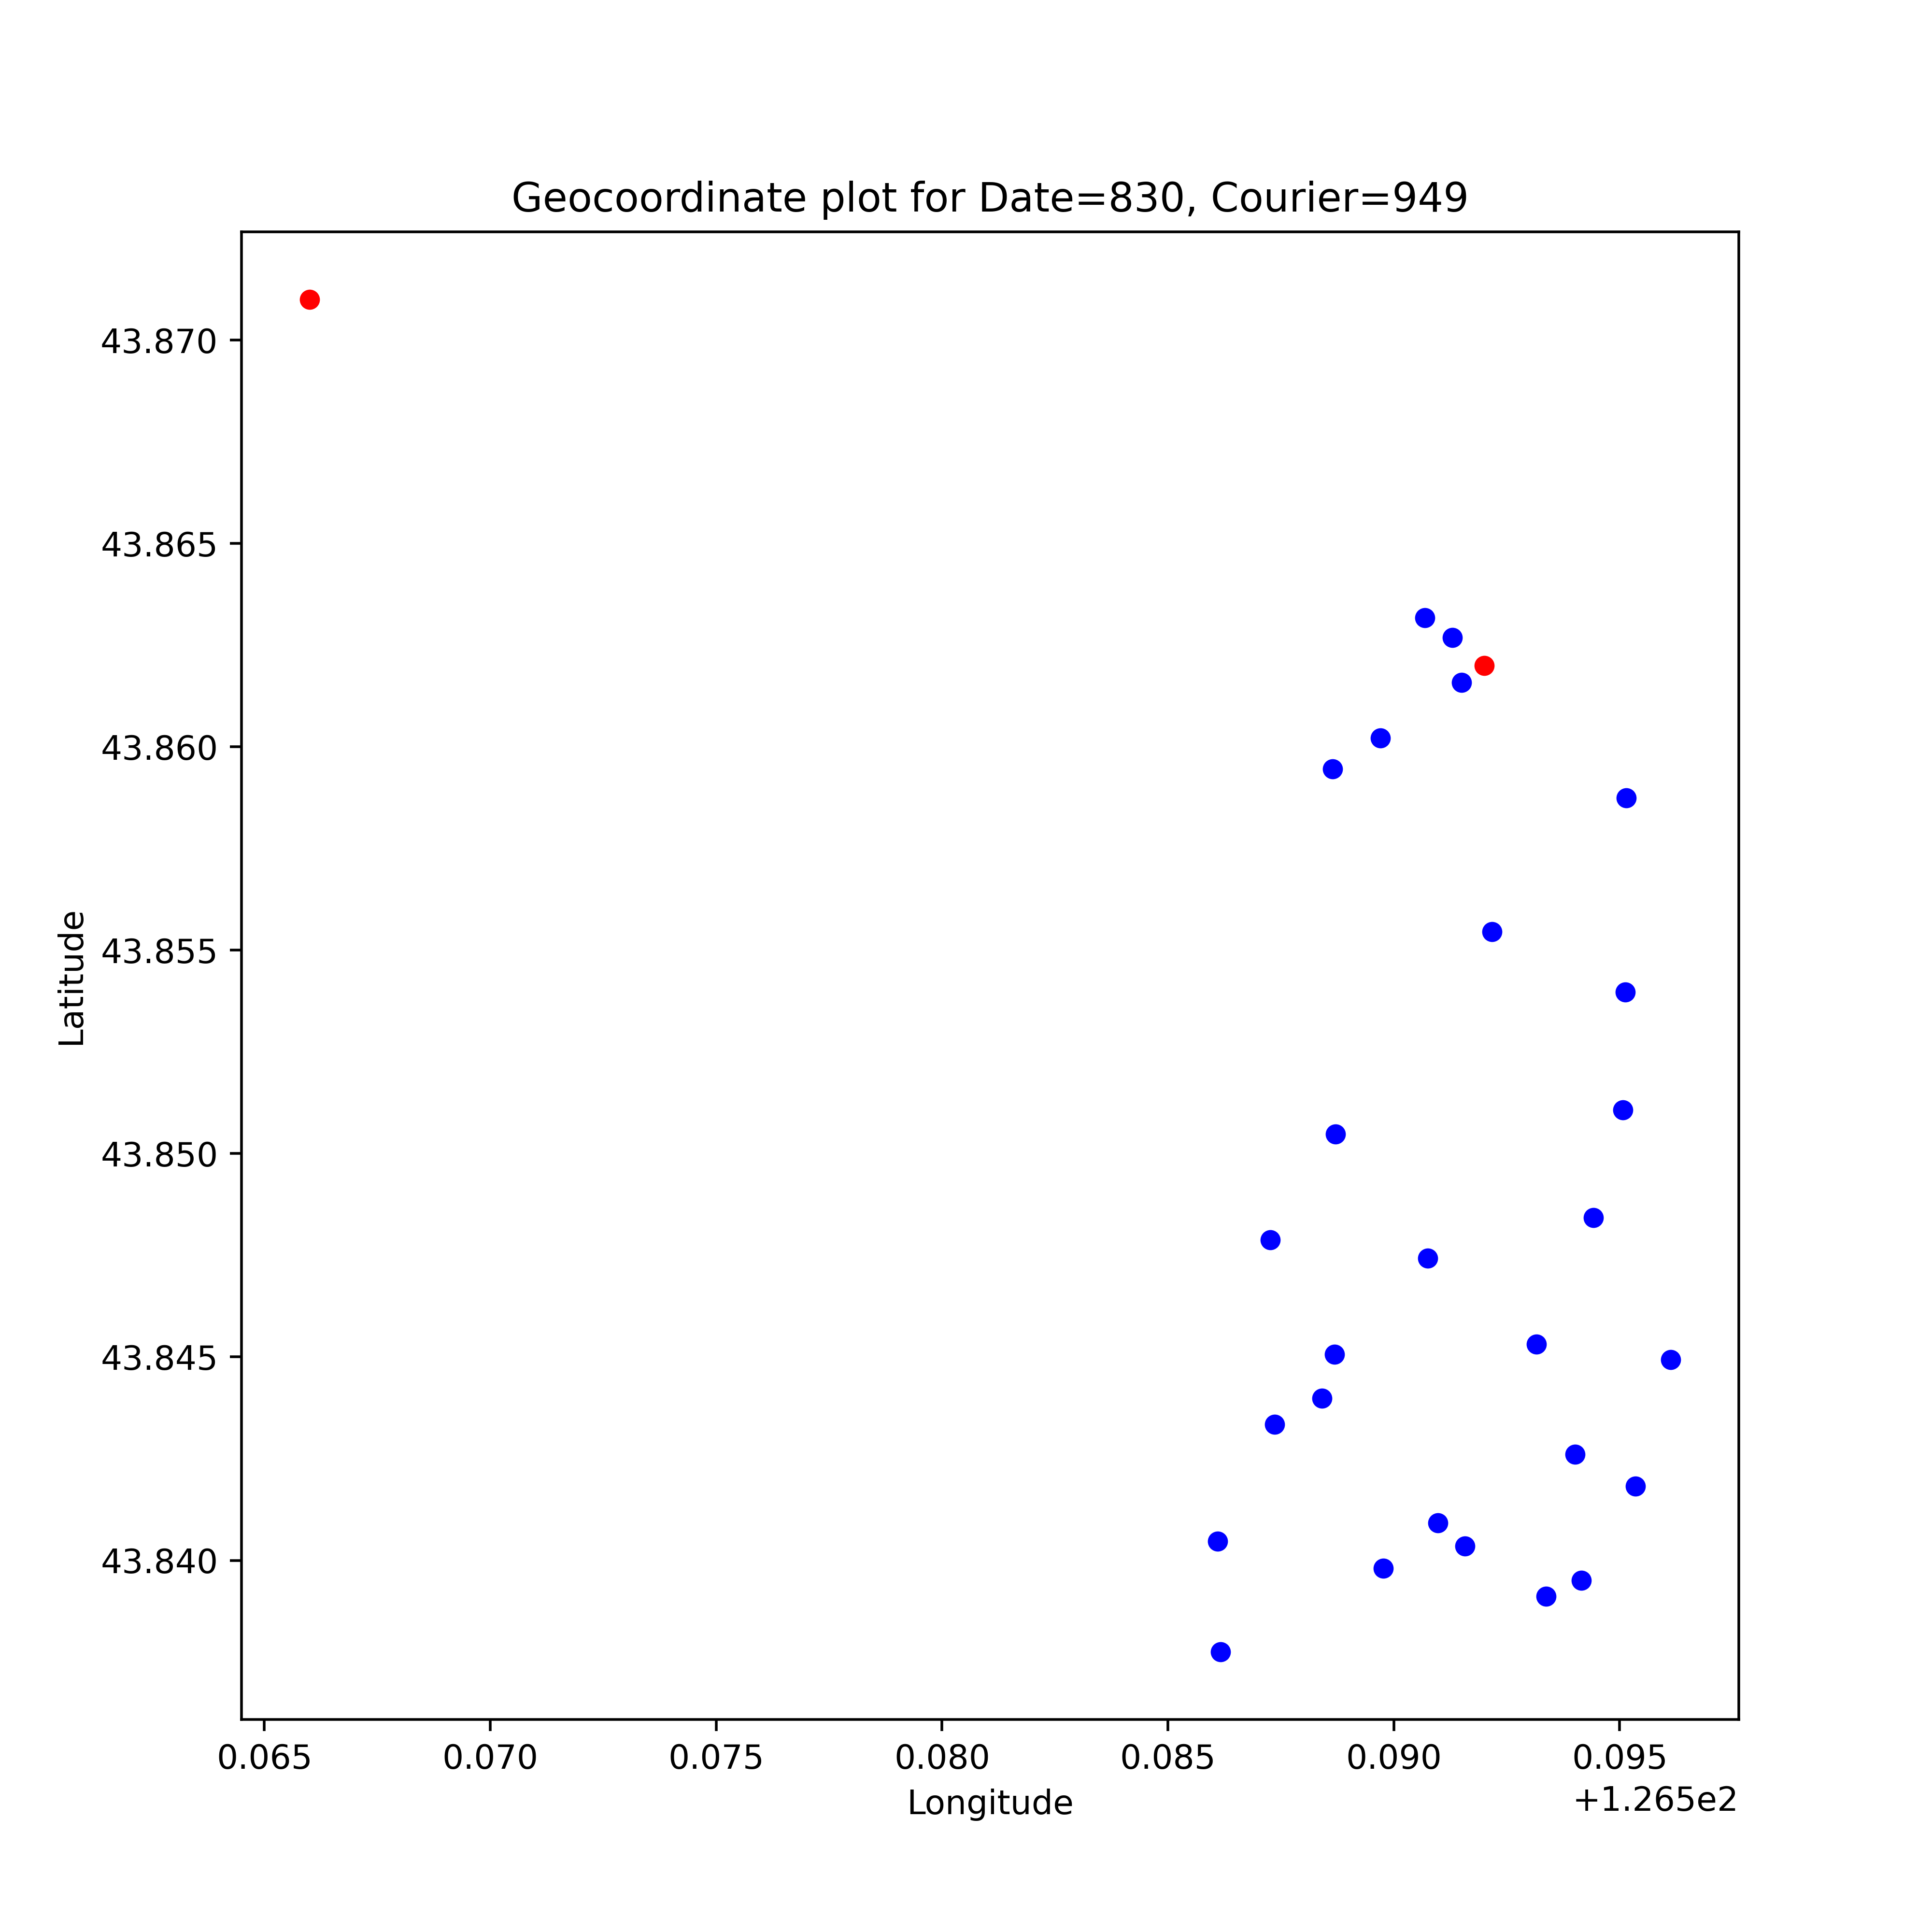 Geocoordinate plot for Date=830, Courier=949
43.870
43.865
43.860
43.855
43.850
43.845
43.840
Latitude
0.065 0.070 0.075 0.080 0.085 0.090 0.095
+1.265e2
Longitude